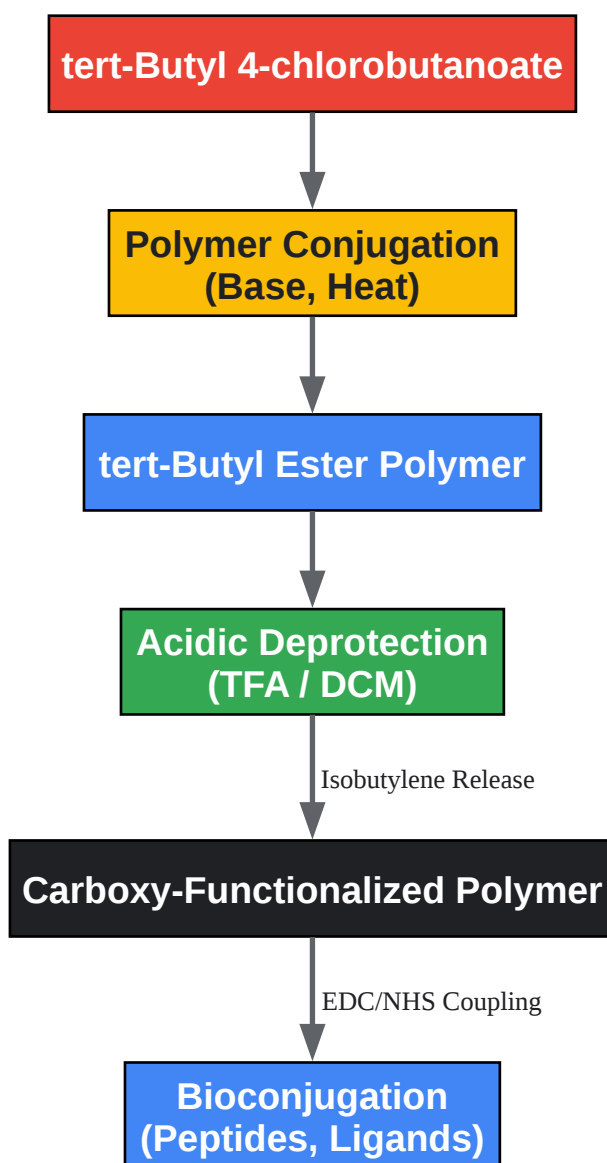 tert-Butyl 4-chlorobutanoate
Polymer Conjugation
(Base, Heat)
tert-Butyl Ester Polymer
Acidic Deprotection
(TFA / DCM)
Isobutylene Release
Carboxy-Functionalized Polymer
EDC/NHS Coupling
Bioconjugation
(Peptides, Ligands)